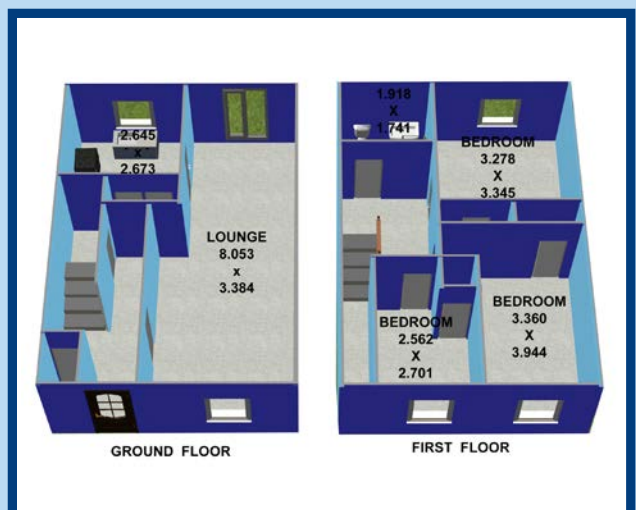 2.645
x
2.673
LOUNGE
8.053
x
3.384
GROUND FLOOR
1.918
X
1.741
BEDROOM
3.278
X
3.345
BEDROOM
2.562
X
2.701
BEDROOM
3.360
X
3.944
FIRST FLOOR